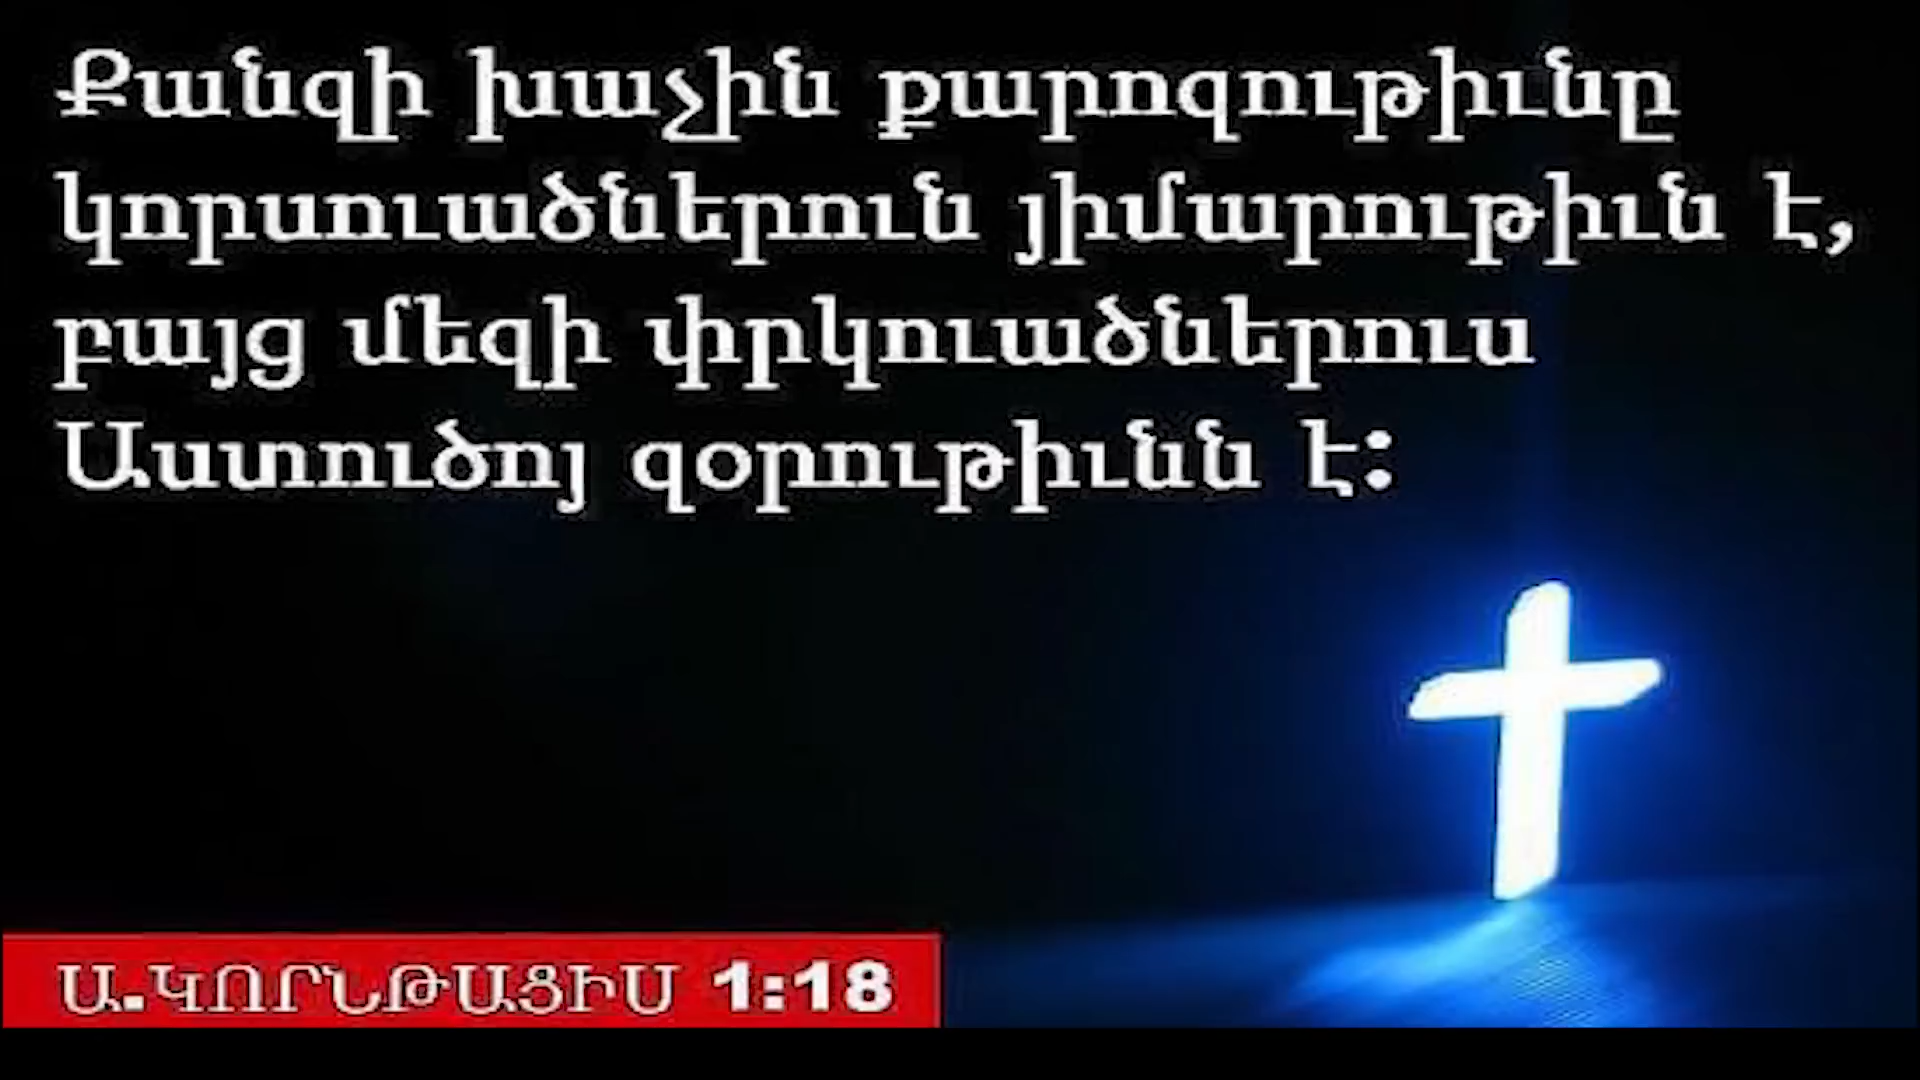 Քանզի խաչին քարոզութիւնը
կորսուածներուն յիմարութիւն է,
բայց մեզի փրկուածներուս
Աստուծոյ զօրութիւնն է:
Ա.ԿՈՐՆԹԱՑԻՍ 1:18